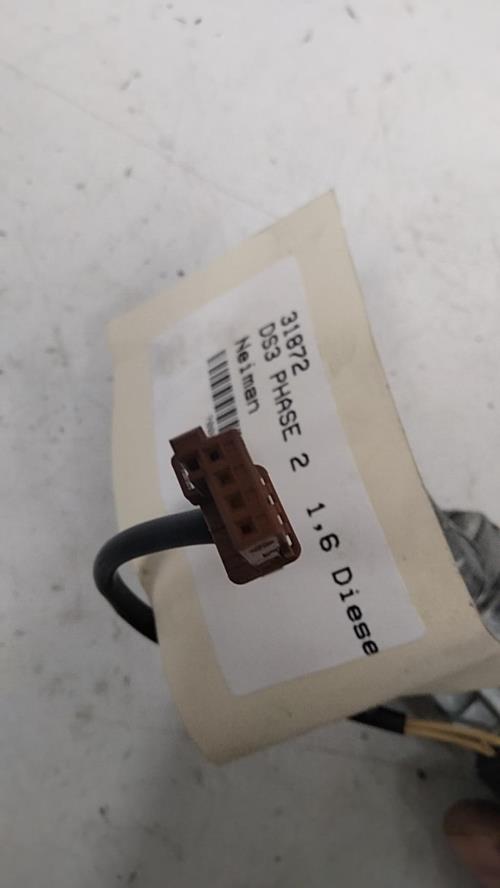 31872
DS3 PHASE 2 1,6 Diese
Neiman